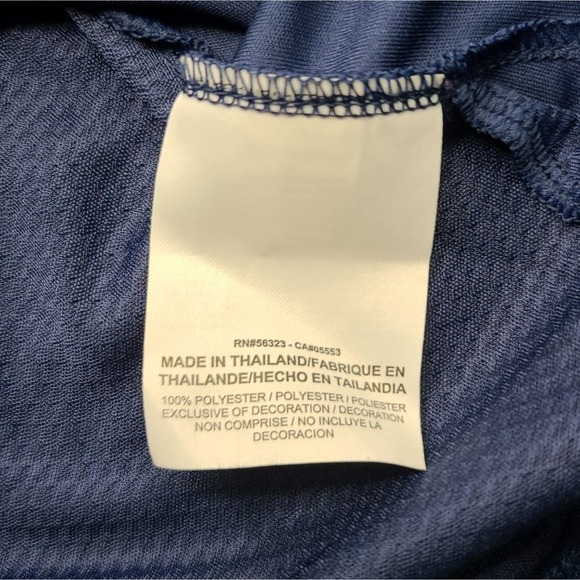 RN#56323 - CA#05553
MADE IN THAILAND/FABRIQUE EN
THAILANDE/HECHO EN TAILANDIA
100% POLYESTER / POLYESTER / POLIESTER
EXCLUSIVE OF DECORATION / DECORATION
NON COMPRISE / NO INCLUYE LA
DECORACION